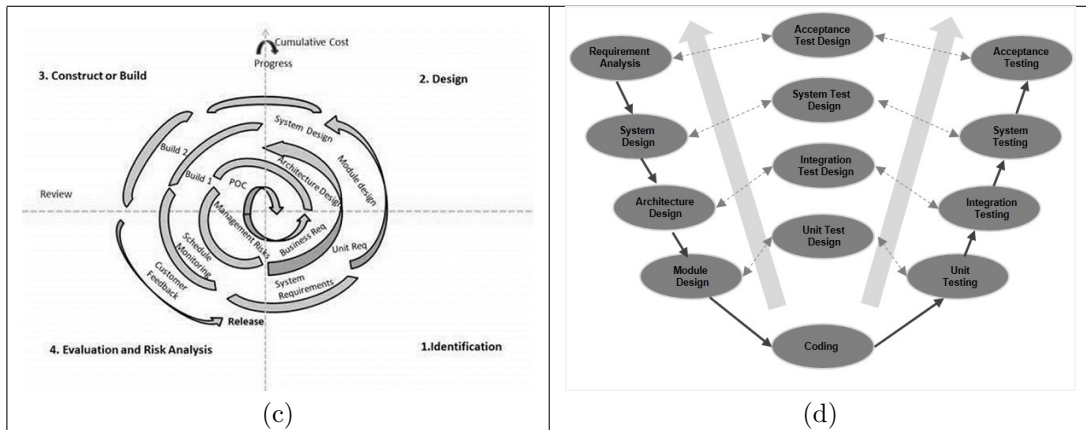 Cumulative Cost
Progress
3. Construct or Build
2. Design
System Design
Module design
Architecture Design
Build 2
Build 1
POC
Review
Management Risks
Business Req
Unit Req
Schedule
Monitoring
System
Requirements
Customer
Feedback
Release
4. Evaluation and Risk Analysis
1.Identification
(c)
Requirement
Analysis
Acceptance
Test Design
Acceptance
Testing
System
Design
System Test
Design
System
Testing
Architecture
Design
Integration
Test Design
Integration
Testing
Module
Design
Unit Test
Design
Unit
Testing
Coding
(d)